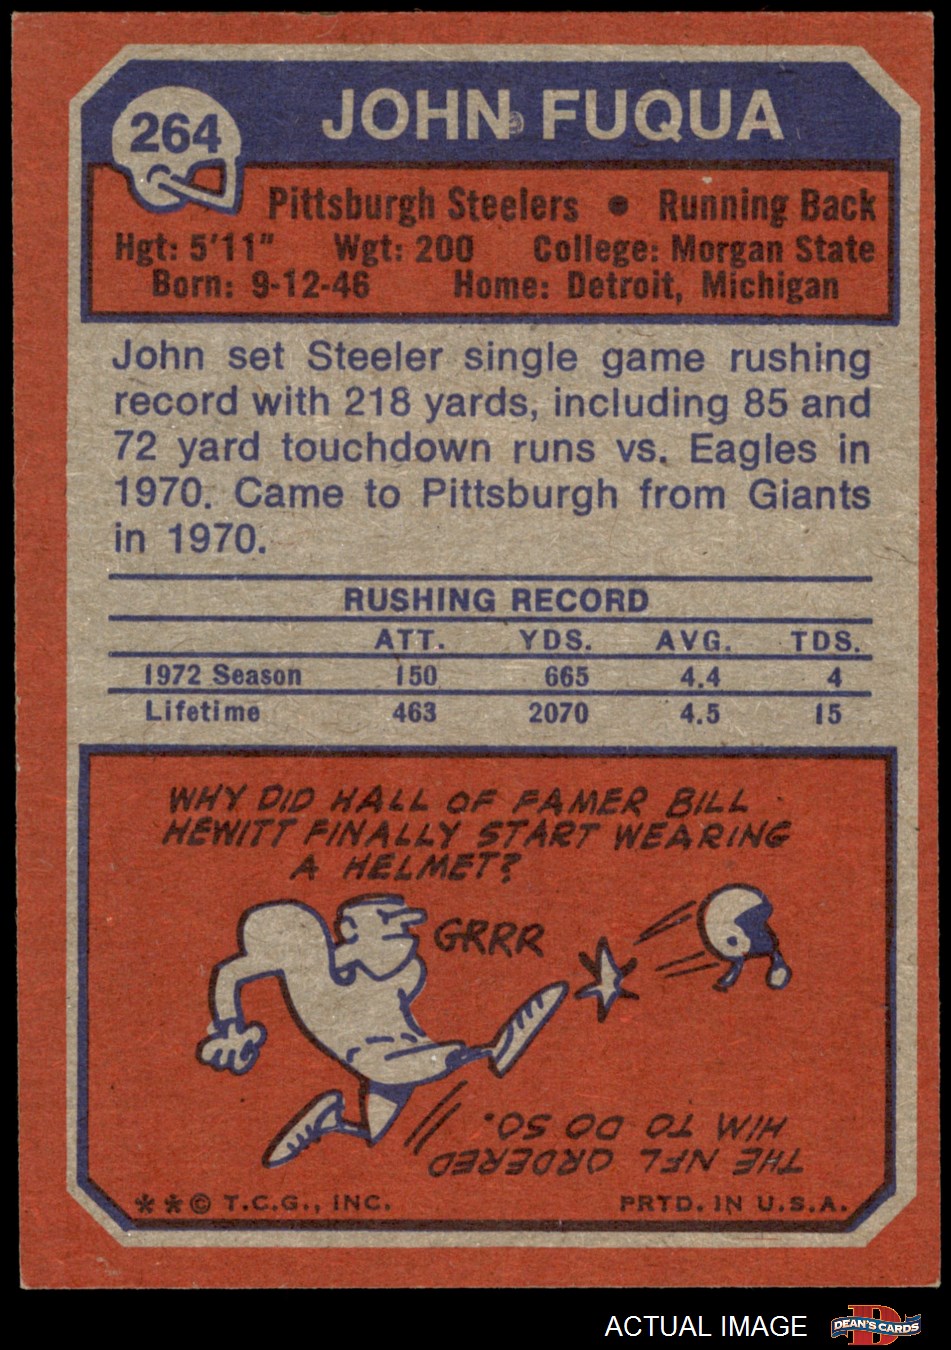 264
JOHN FUQUA
Pittsburgh Steelers • Running Back
Hgt: 5'11" Wgt: 200 College: Morgan State
Born: 9-12-46 Home: Detroit, Michigan
John set Steeler single game rushing
record with 218 yards, including 85 and
72 yard touchdown runs vs. Eagles in
1970. Came to Pittsburgh from Giants
in 1970.
RUSHING RECORD
ATT. YDS. AVG. TDS.
1972 Season 150 665 4.4 4
Lifetime 463 2070 4.5 15
WHY DID HALL OF FAMER BILL
HEWITT FINALLY START WEARING
A HELMET?
GRRR
THE NFL ORDERED
HIM TO DO SO.
**© T.C.G., INC. PRTD. IN U.S.A.
ACTUAL IMAGE
D
DEAN'S CARDS